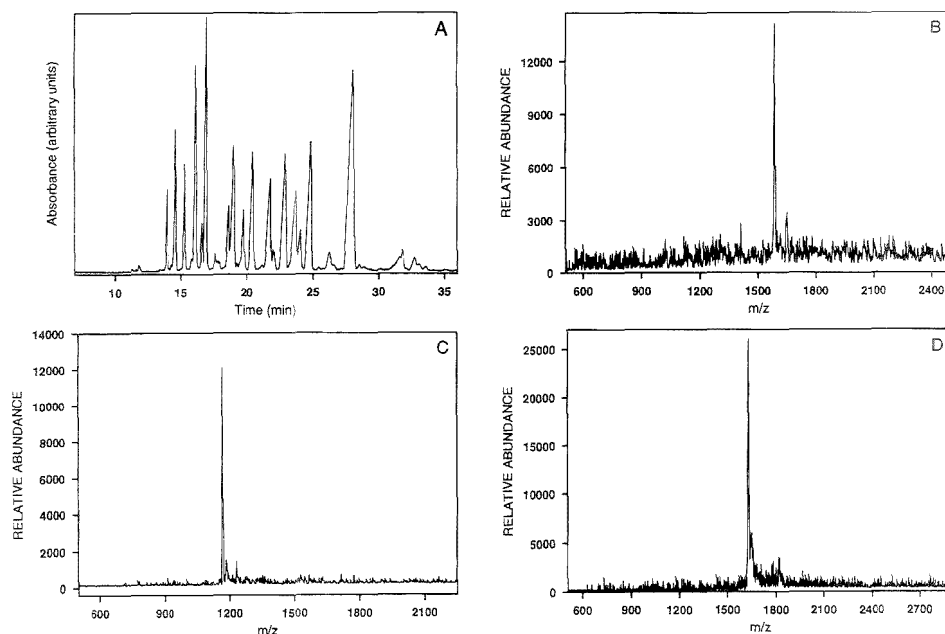 A
Absorbance (arbitrary units)
10 15 20 25 30 35
Time (min)
B
RELATIVE ABUNDANCE
12000
9000
6000
3000
0
600 900 1200 1500 1800 2100 2400
m/z
C
RELATIVE ABUNDANCE
14000
12000
10000
8000
6000
4000
2000
0
600 900 1200 1500 1800 2100
m/z
D
RELATIVE ABUNDANCE
25000
20000
15000
10000
5000
0
600 900 1200 1500 1800 2100 2400 2700
m/z